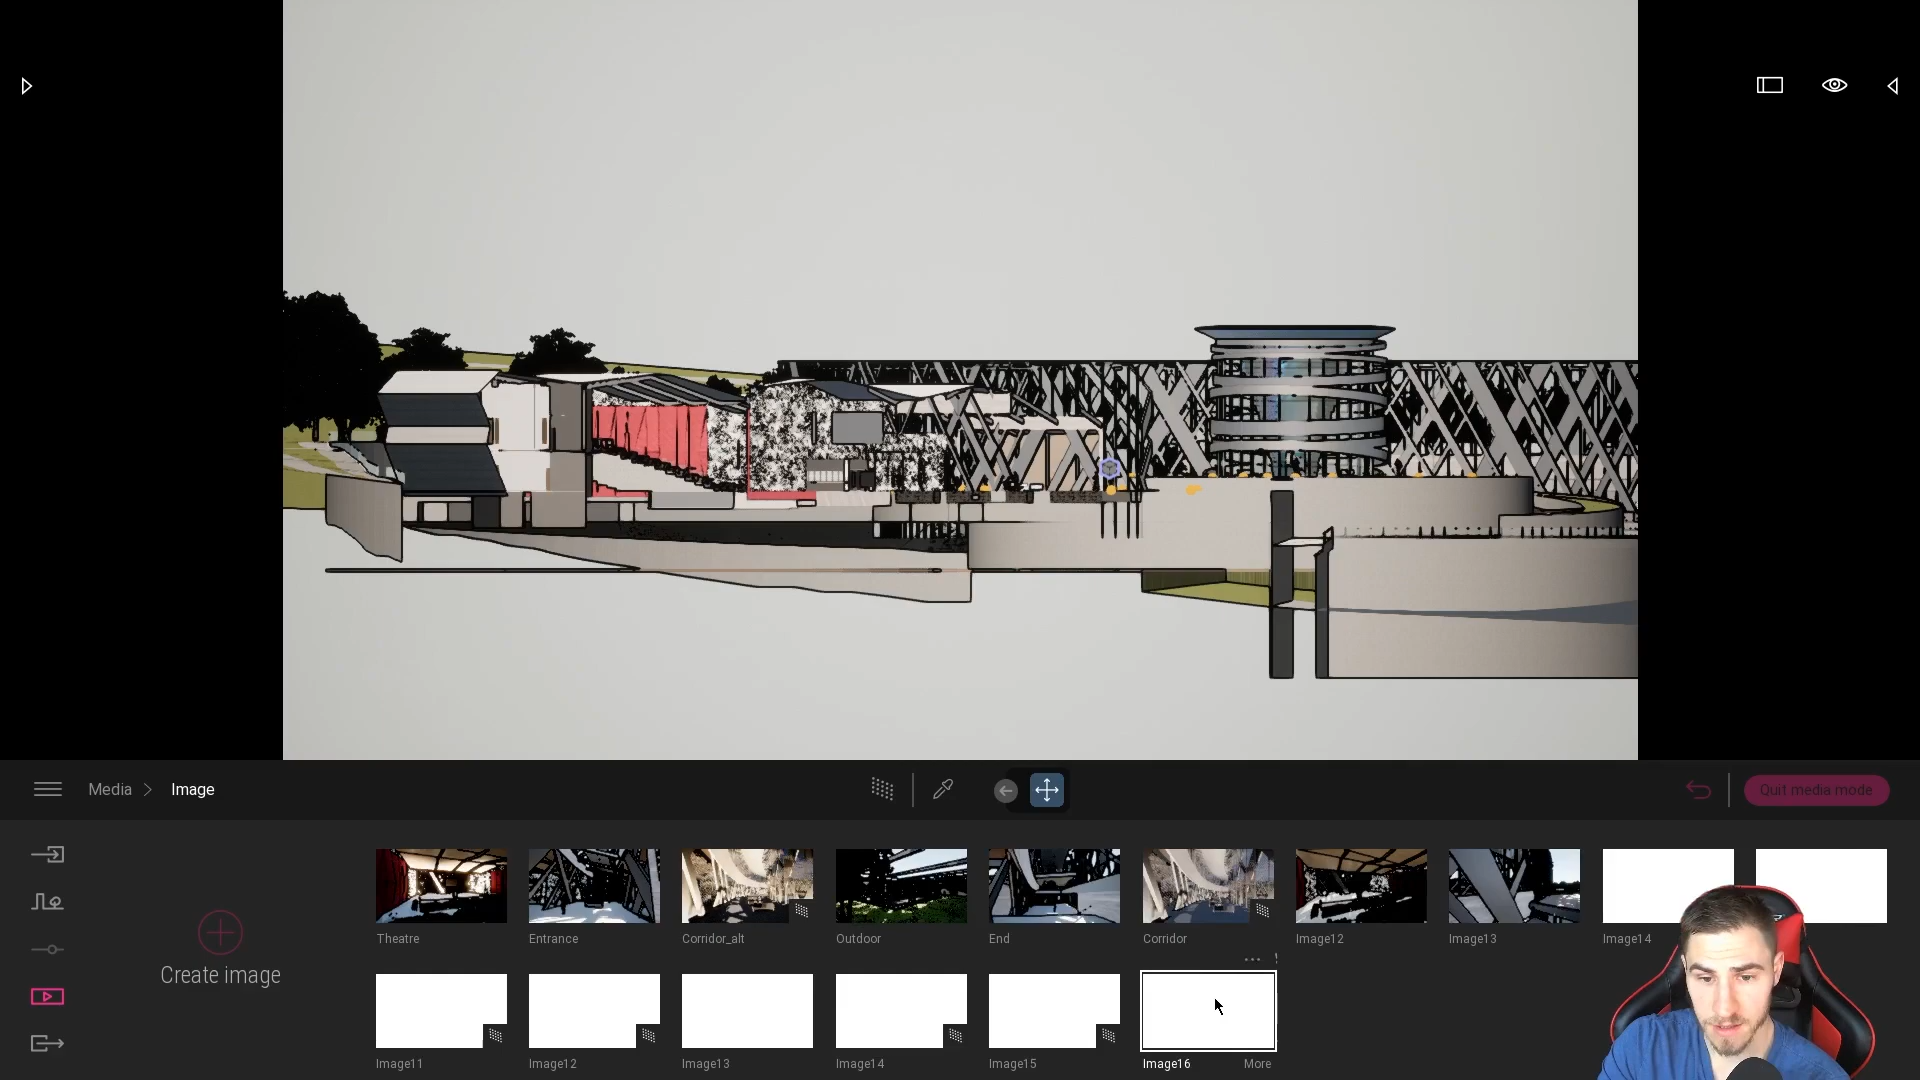 Media > Image
Quit media mode
Create image
Theatre
Entrance
Corridor_alt
Outdoor
End
Corridor
Image12
Image13
Image14
Image11
Image12
Image13
Image14
Image15
Image16
More